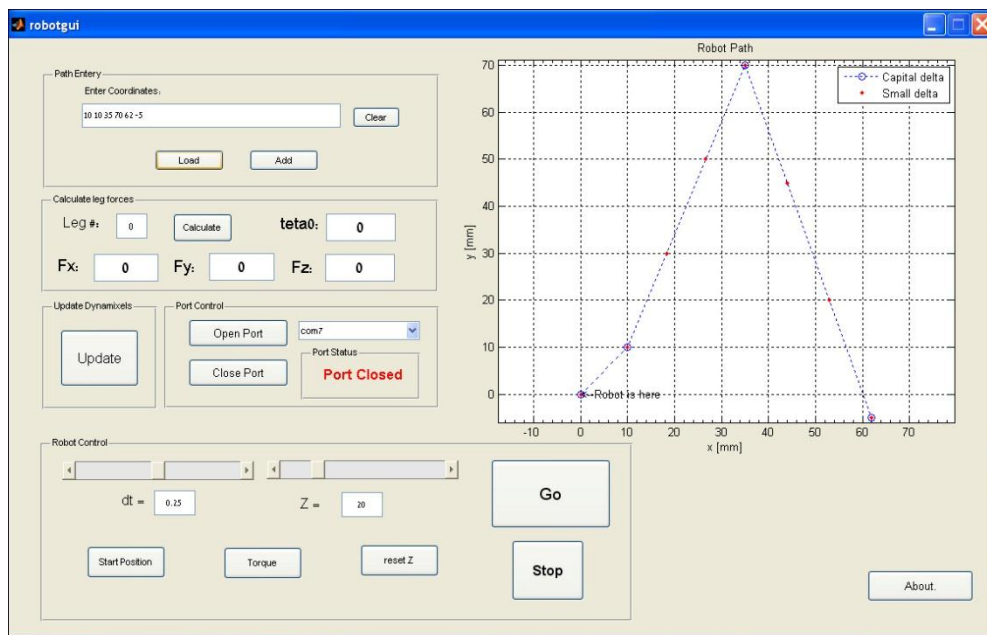 robotgui
Path Entery
Enter Coordinates:
10 10 35 70 62 -5
Clear
Load
Add
Calculate leg forces
Leg #:
0
Calculate
teta0:
0
Fx:
0
Fy:
0
Fz:
0
Update Dynamixels
Update
Port Control
Open Port
com7
Close Port
Port Status
Port Closed
Robot Control
dt =
0.25
Z =
20
Go
Start Position
Torque
reset Z
Stop
Robot Path
Capital delta
Small delta
70
60
50
40
30
20
10
0
y [mm]
<--Robot is here
-10 0 10 20 30 40 50 60 70
x [mm]
About.